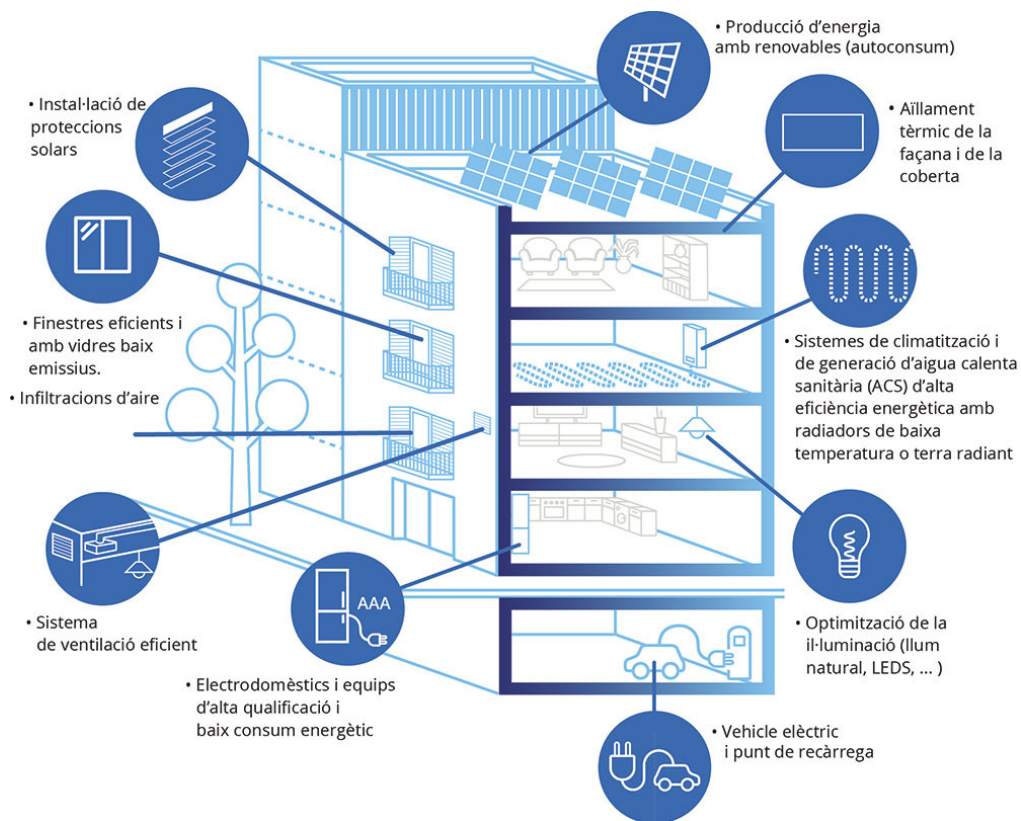 • Producció d'energia
amb renovables (autoconsum)
• Instal·lació de
proteccions
solars
• Aïllament
tèrmic de la
façana i de la
coberta
• Finestres eficients i
amb vidres baix
emissius.
• Infiltracions d'aire
• Sistemes de climatització i
de generació d'aigua calenta
sanitària (ACS) d'alta
eficiència energètica amb
radiadors de baixa
temperatura o terra radiant
• Sistema
de ventilació eficient
AAA
• Electrodomèstics i equips
d'alta qualificació i
baix consum energètic
• Optimització de la
il·luminació (llum
natural, LEDS, ... )
• Vehicle elèctric
i punt de recàrrega